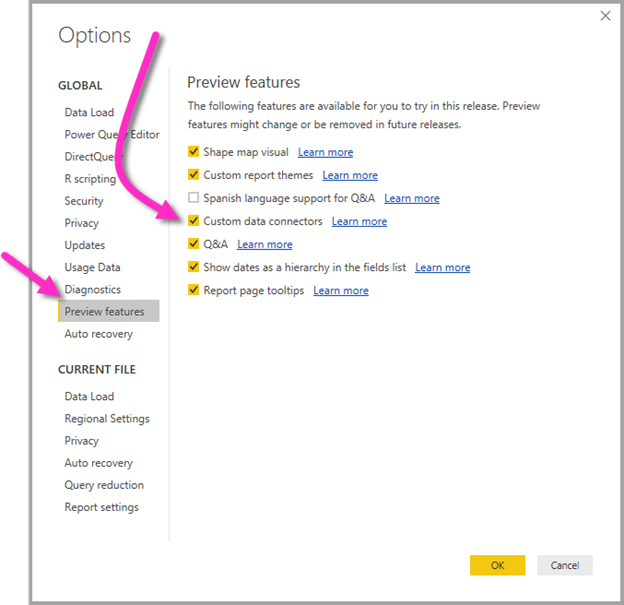 Options
GLOBAL
Data Load
Power Query Editor
DirectQuery
R scripting
Security
Privacy
Updates
Usage Data
Diagnostics
Preview features
Auto recovery
CURRENT FILE
Data Load
Regional Settings
Privacy
Auto recovery
Query reduction
Report settings
Preview features
The following features are available for you to try in this release. Preview
features might change or be removed in future releases.
Shape map visual Learn more
Custom report themes Learn more
Spanish language support for Q&A Learn more
Custom data connectors Learn more
Q&A Learn more
Show dates as a hierarchy in the fields list Learn more
Report page tooltips Learn more
OK Cancel